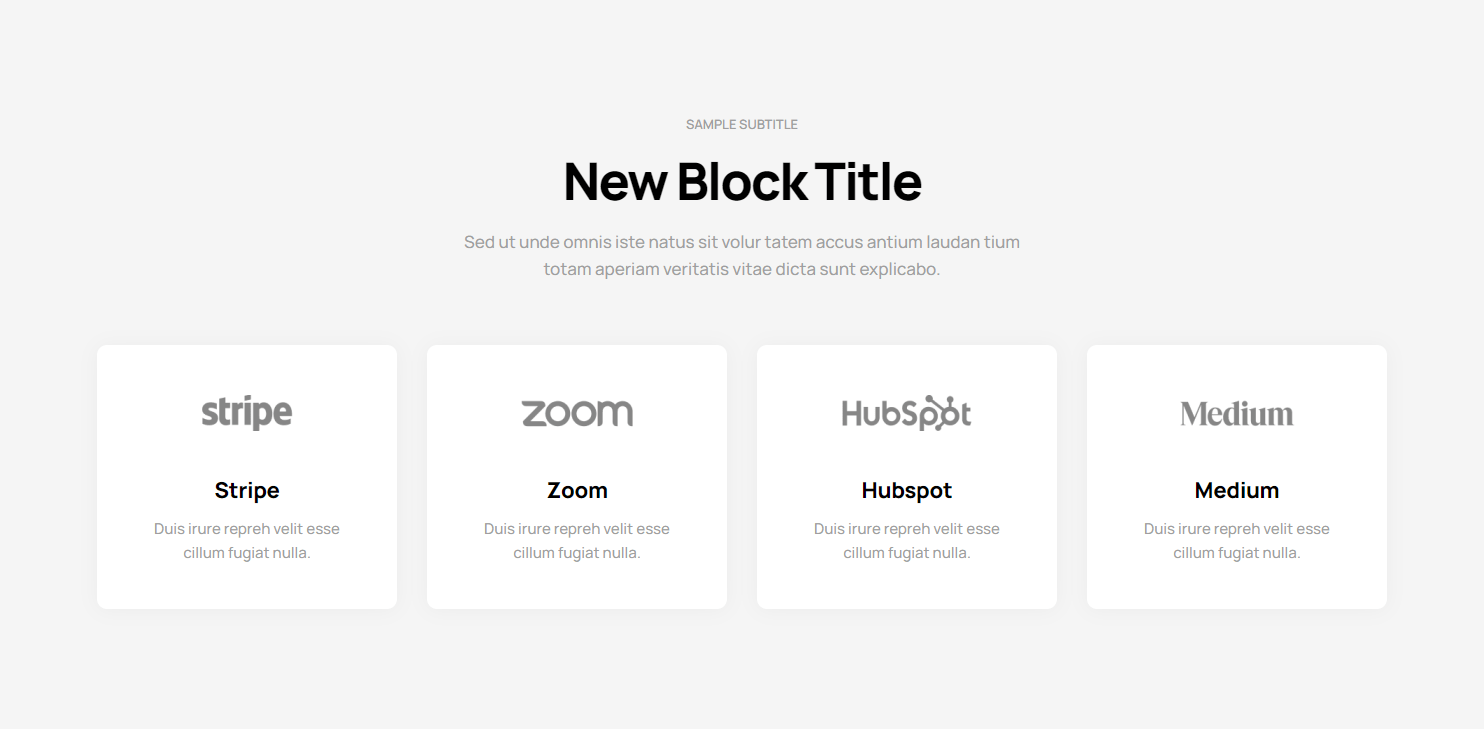 SAMPLE SUBTITLE
New Block Title
Sed ut unde omnis iste natus sit volur tatem accus antium laudan tium
totam aperiam veritatis vitae dicta sunt explicabo.
stripe
Stripe
Duis irure repreh velit esse
cillum fugiat nulla.
zoom
Zoom
Duis irure repreh velit esse
cillum fugiat nulla.
HubSpot
Hubspot
Duis irure repreh velit esse
cillum fugiat nulla.
Medium
Medium
Duis irure repreh velit esse
cillum fugiat nulla.